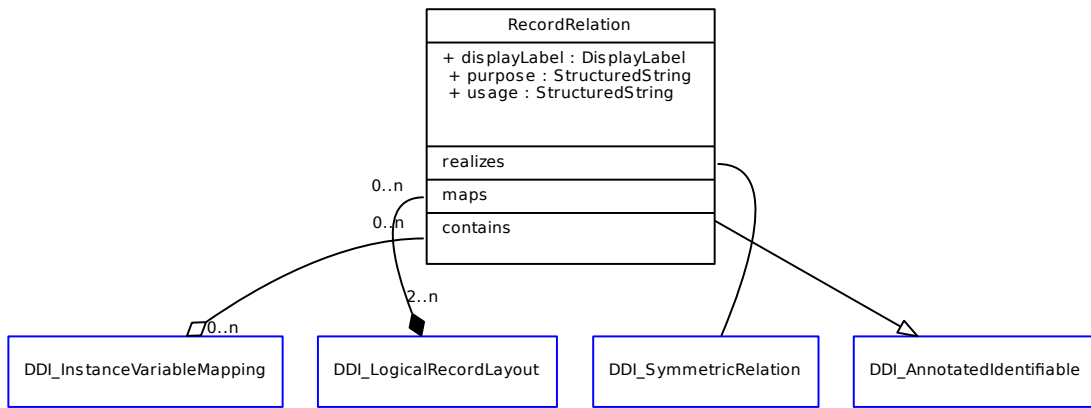 RecordRelation
+ displayLabel : DisplayLabel
+ purpose : StructuredString
+ usage : StructuredString
realizes
0..n
maps
0..n
contains
2..n
0..n
DDI_InstanceVariableMapping
DDI_LogicalRecordLayout
DDI_SymmetricRelation
DDI_AnnotatedIdentifiable